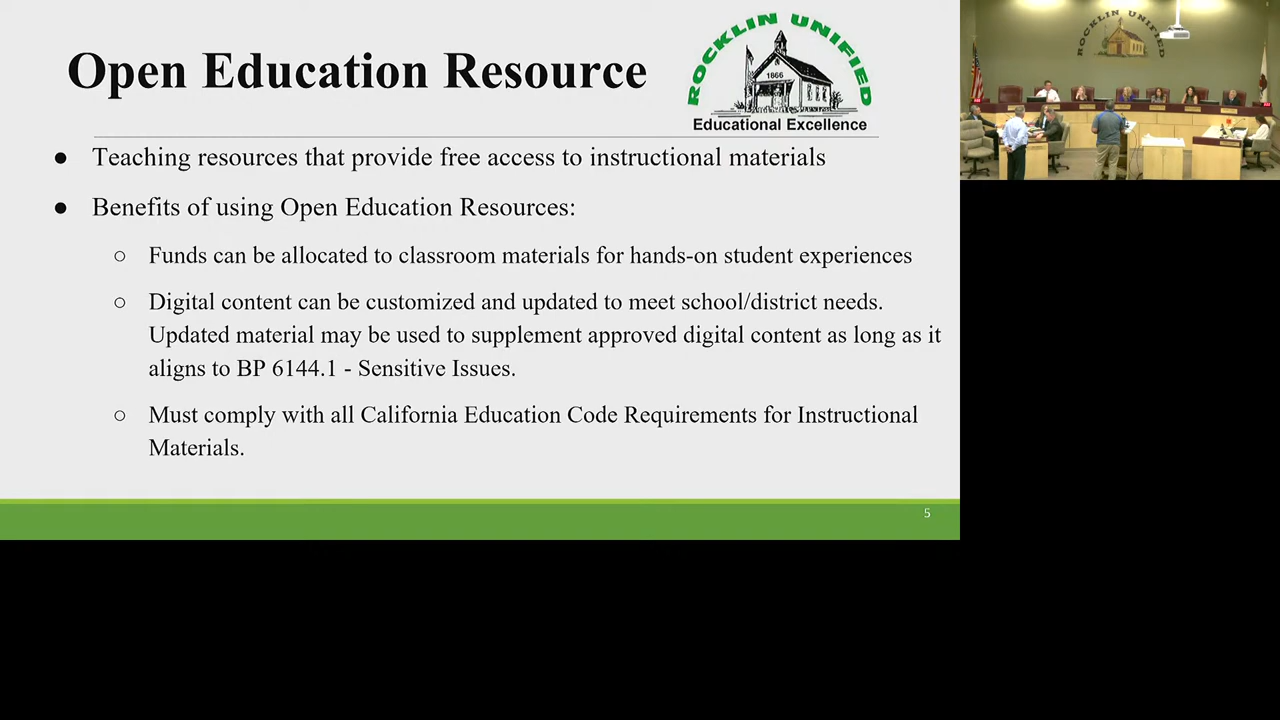 Open Education Resource
ROCKLIN UNIFIED
1866
Educational Excellence
ROCKLIN UNIFIED
● Teaching resources that provide free access to instructional materials
● Benefits of using Open Education Resources:
○ Funds can be allocated to classroom materials for hands-on student experiences
○ Digital content can be customized and updated to meet school/district needs.
Updated material may be used to supplement approved digital content as long as it
aligns to BP 6144.1 - Sensitive Issues.
○ Must comply with all California Education Code Requirements for Instructional
Materials.
5